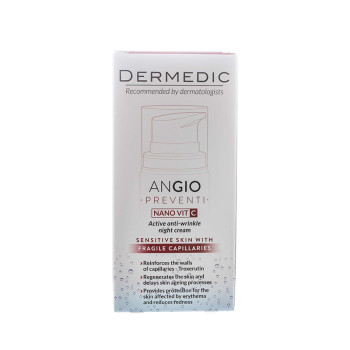 DERMEDIC
Recommended by dermatologists
ANGIO
PREVENTI
NANO VIT C
Active anti-wrinkle
night cream
SENSITIVE SKIN WITH
FRAGILE CAPILLARIES
› Reinforces the walls
of capillaries - Troxerutin
› Regenerates the skin and
delays skin ageing processes
› Provides protection for the
skin affected by erythema
and reduces redness